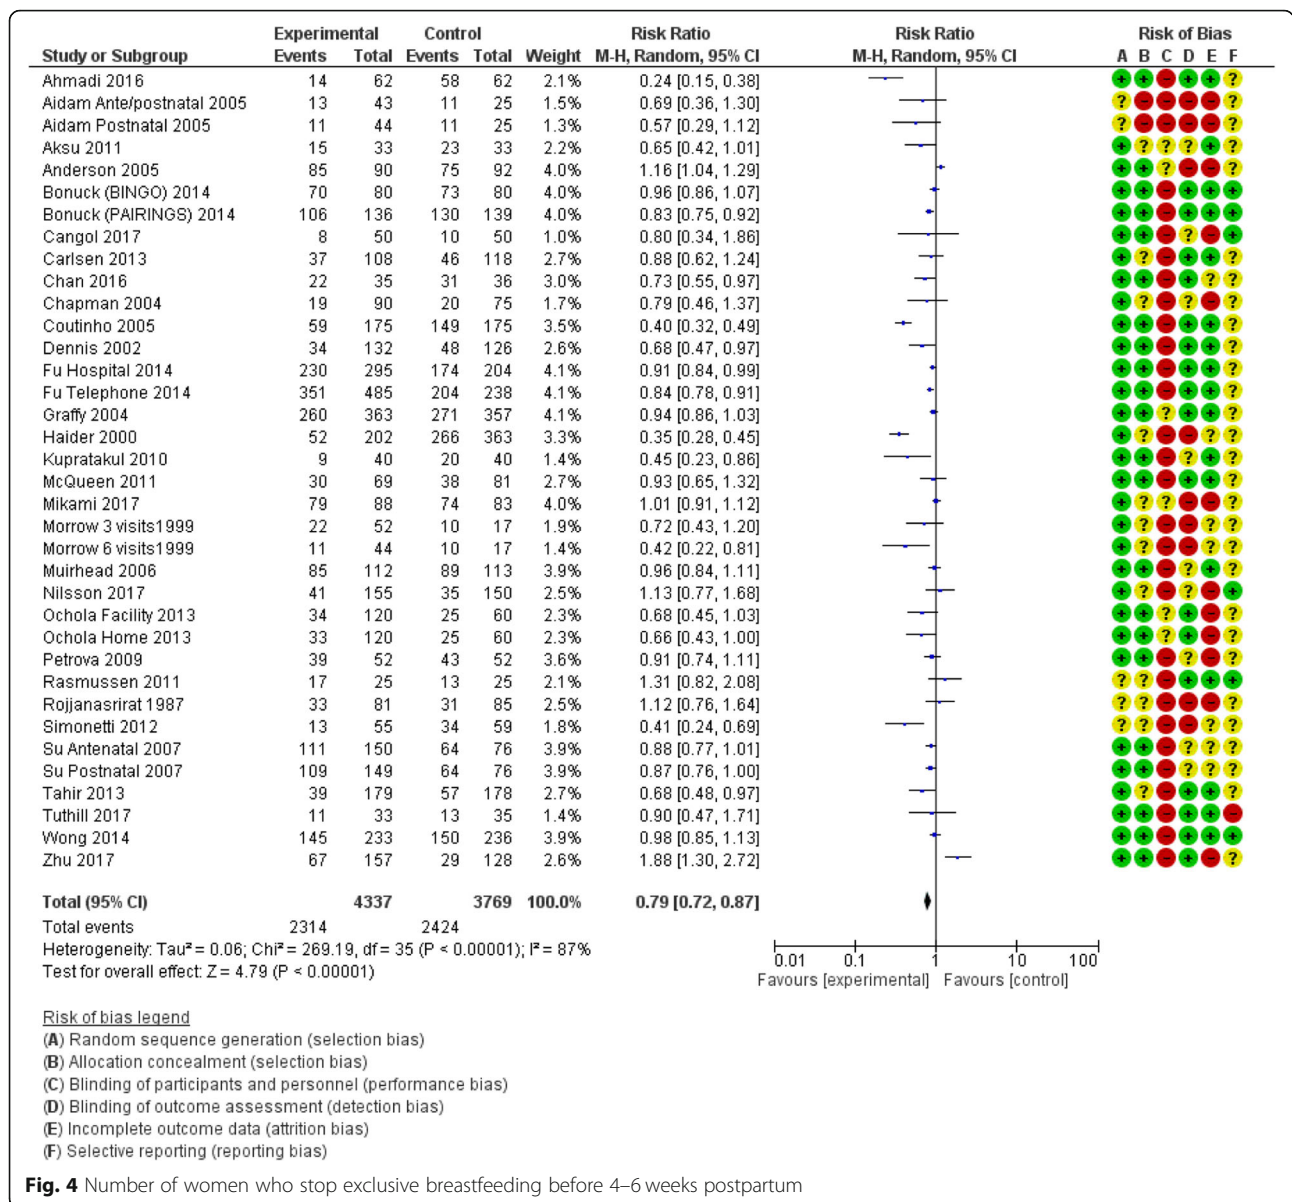 Experimental Control Risk Ratio Risk Ratio Risk of Bias
Study or Subgroup Events Total Events Total Weight M-H, Random, 95% CI M-H, Random, 95% CI A B C D E F
Ahmadi 2016 14 62 58 62 2.1% 0.24 [0.15, 0.38] + + - + + ?
Aidam Ante/postnatal 2005 13 43 11 25 1.5% 0.69 [0.36, 1.30] ? - - - - ?
Aidam Postnatal 2005 11 44 11 25 1.3% 0.57 [0.29, 1.12] ? - - - - ?
Aksu 2011 15 33 23 33 2.2% 0.65 [0.42, 1.01] + ? ? ? + ?
Anderson 2005 85 90 75 92 4.0% 1.16 [1.04, 1.29] + + ? - - ?
Bonuck (BINGO) 2014 70 80 73 80 4.0% 0.96 [0.86, 1.07] + + - + + +
Bonuck (PAIRINGS) 2014 106 136 130 139 4.0% 0.83 [0.75, 0.92] + + - + + +
Cangol 2017 8 50 10 50 1.0% 0.80 [0.34, 1.86] + + - ? - +
Carlsen 2013 37 108 46 118 2.7% 0.88 [0.62, 1.24] + ? - + + ?
Chan 2016 22 35 31 36 3.0% 0.73 [0.55, 0.97] + + - + ? ?
Chapman 2004 19 90 20 75 1.7% 0.79 [0.46, 1.37] + ? - ? - ?
Coutinho 2005 59 175 149 175 3.5% 0.40 [0.32, 0.49] + + - + + ?
Dennis 2002 34 132 48 126 2.6% 0.68 [0.47, 0.97] + + - + + ?
Fu Hospital 2014 230 295 174 204 4.1% 0.91 [0.84, 0.99] + + - + + ?
Fu Telephone 2014 351 485 204 238 4.1% 0.84 [0.78, 0.91] + + - + + ?
Graffy 2004 260 363 271 357 4.1% 0.94 [0.86, 1.03] + + ? + + ?
Haider 2000 52 202 266 363 3.3% 0.35 [0.28, 0.45] + ? - - ? ?
Kupratakul 2010 9 40 20 40 1.4% 0.45 [0.23, 0.86] + + - ? + ?
McQueen 2011 30 69 38 81 2.7% 0.93 [0.65, 1.32] + + - + + ?
Mikami 2017 79 88 74 83 4.0% 1.01 [0.91, 1.12] + ? ? - - ?
Morrow 3 visits1999 22 52 10 17 1.9% 0.72 [0.43, 1.20] + ? - - ? ?
Morrow 6 visits1999 11 44 10 17 1.4% 0.42 [0.22, 0.81] + ? - - ? ?
Muirhead 2006 85 112 89 113 3.9% 0.96 [0.84, 1.11] + + - ? + ?
Nilsson 2017 41 155 35 150 2.5% 1.13 [0.77, 1.68] + ? - ? - +
Ochola Facility 2013 34 120 25 60 2.3% 0.68 [0.45, 1.03] + + ? + - ?
Ochola Home 2013 33 120 25 60 2.3% 0.66 [0.43, 1.00] + + ? + - ?
Petrova 2009 39 52 43 52 3.6% 0.91 [0.74, 1.11] + + - ? - ?
Rasmussen 2011 17 25 13 25 2.1% 1.31 [0.82, 2.08] ? ? - + + +
Rojjanasrirat 1987 33 81 31 85 2.5% 1.12 [0.76, 1.64] ? ? - - - ?
Simonetti 2012 13 55 34 59 1.8% 0.41 [0.24, 0.69] ? ? - - ? ?
Su Antenatal 2007 111 150 64 76 3.9% 0.88 [0.77, 1.01] + + - ? ? ?
Su Postnatal 2007 109 149 64 76 3.9% 0.87 [0.76, 1.00] + + - ? ? ?
Tahir 2013 39 179 57 178 2.7% 0.68 [0.48, 0.97] + ? - + + ?
Tuthill 2017 11 33 13 35 1.4% 0.90 [0.47, 1.71] + + - + + -
Wong 2014 145 233 150 236 3.9% 0.98 [0.85, 1.13] + + - + + +
Zhu 2017 67 157 29 128 2.6% 1.88 [1.30, 2.72] + + - + - ?
Total (95% CI) 4337 3769 100.0% 0.79 [0.72, 0.87]
Total events 2314 2424
Heterogeneity: Tau² = 0.06; Chi² = 269.19, df = 35 (P < 0.00001); I² = 87%
Test for overall effect: Z = 4.79 (P < 0.00001)
0.01 0.1 1 10 100
Favours [experimental] Favours [control]
Risk of bias legend
(A) Random sequence generation (selection bias)
(B) Allocation concealment (selection bias)
(C) Blinding of participants and personnel (performance bias)
(D) Blinding of outcome assessment (detection bias)
(E) Incomplete outcome data (attrition bias)
(F) Selective reporting (reporting bias)
Fig. 4 Number of women who stop exclusive breastfeeding before 4–6 weeks postpartum